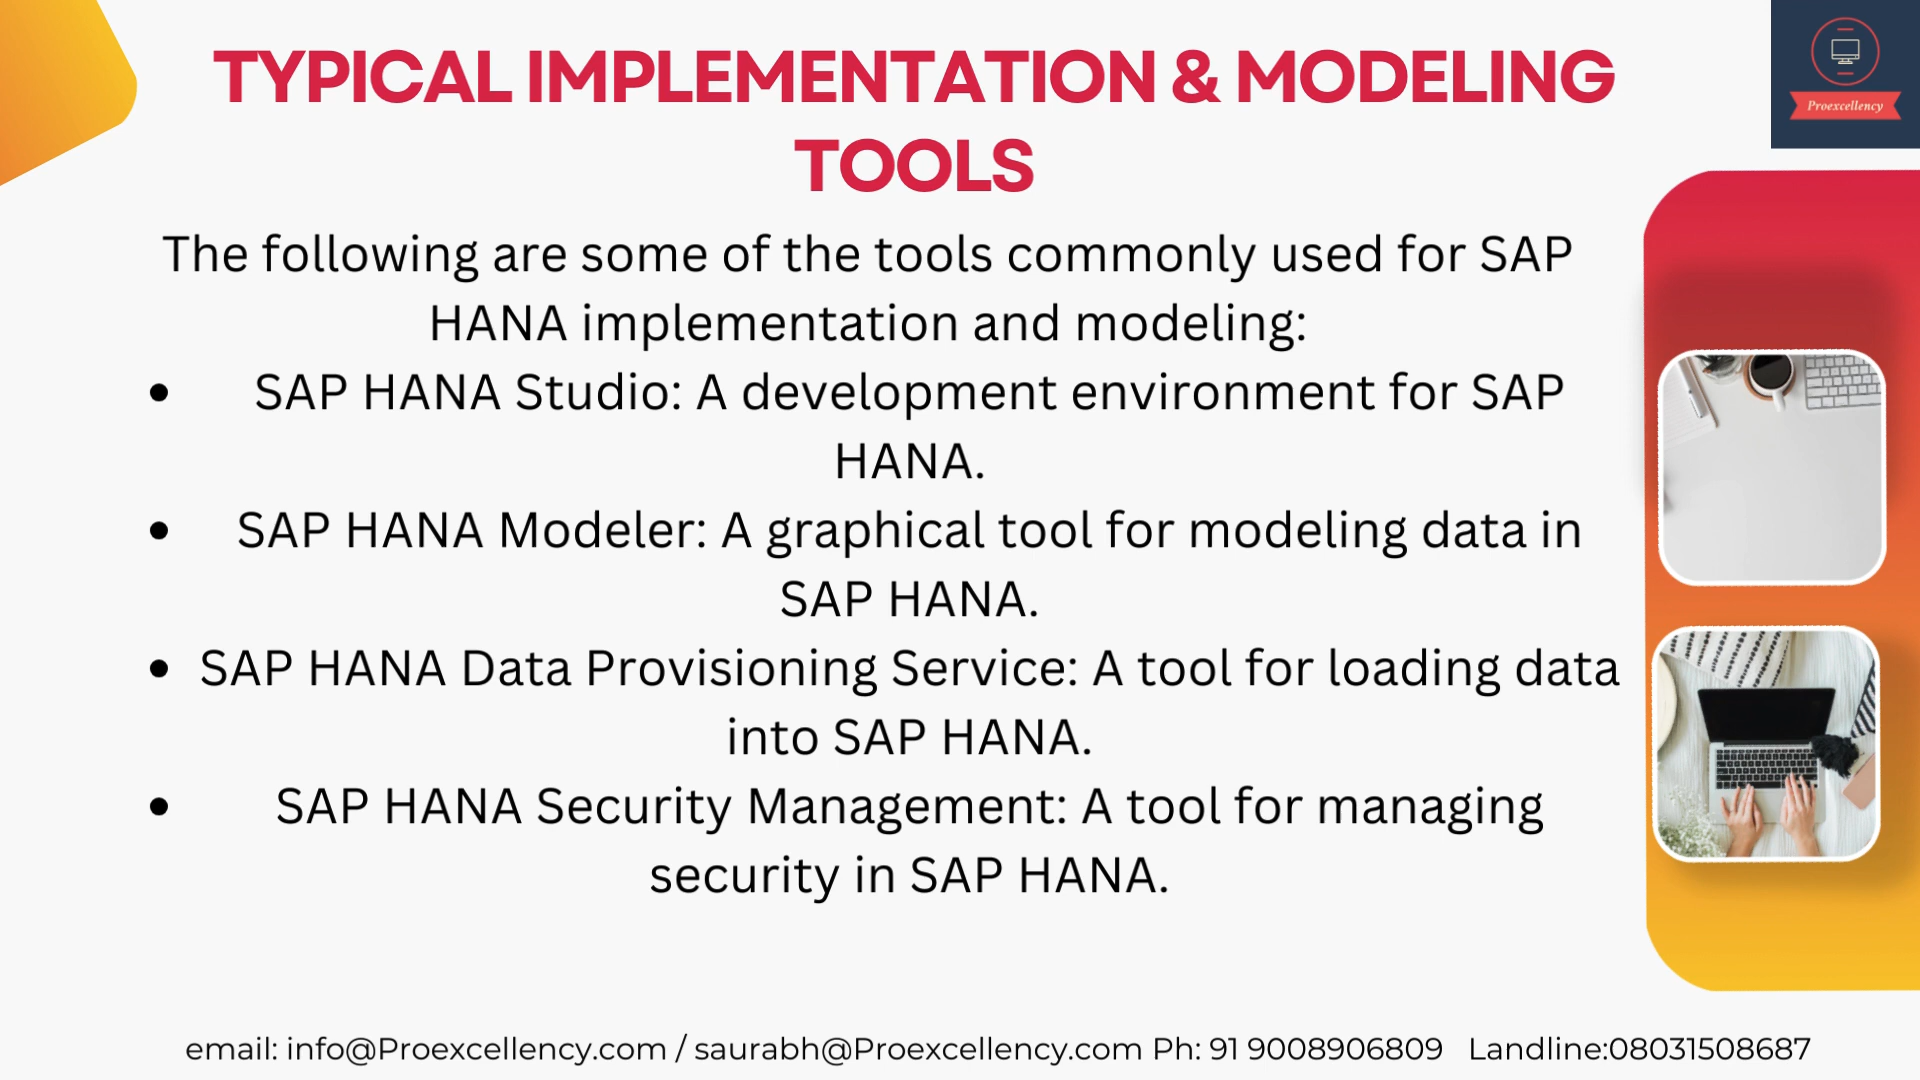 TYPICAL IMPLEMENTATION & MODELING
TOOLS
Proexcellency
The following are some of the tools commonly used for SAP
HANA implementation and modeling:
• SAP HANA Studio: A development environment for SAP
HANA.
• SAP HANA Modeler: A graphical tool for modeling data in
SAP HANA.
• SAP HANA Data Provisioning Service: A tool for loading data
into SAP HANA.
• SAP HANA Security Management: A tool for managing
security in SAP HANA.
email: info@Proexcellency.com / saurabh@Proexcellency.com Ph: 91 9008906809 Landline:08031508687